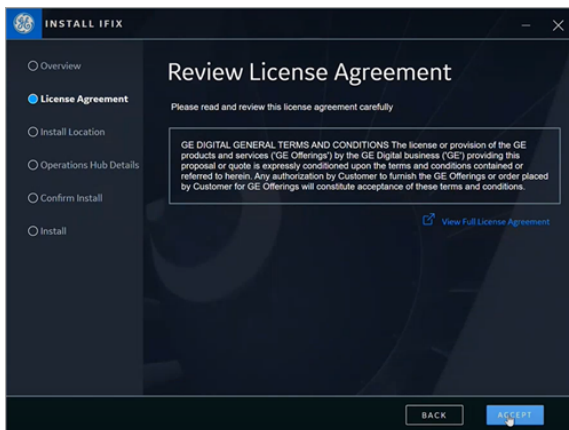 INSTALL IFIX
Overview
License Agreement
Install Location
Operations Hub Details
Confirm Install
Install
Review License Agreement
Please read and review this license agreement carefully
GE DIGITAL GENERAL TERMS AND CONDITIONS The license or provision of the GE
products and services ('GE Offerings') by the GE Digital business ('GE') providing this
proposal or quote is expressly conditioned upon the terms and conditions contained or
referred to herein. Any authorization by Customer to furnish the GE Offerings or order placed
by Customer for GE Offerings will constitute acceptance of these terms and conditions.
View Full License Agreement
BACK
ACCEPT